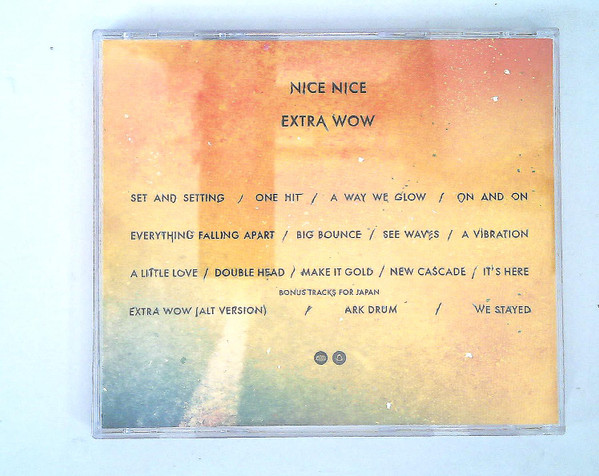 NICE NICE
EXTRA WOW
SET AND SETTING / ONE HIT / A WAY WE GLOW / ON AND ON
EVERYTHING FALLING APART / BIG BOUNCE / SEE WAVES / A VIBRATION
A LITTLE LOVE / DOUBLE HEAD / MAKE IT GOLD / NEW CASCADE / IT'S HERE
BONUS TRACKS FOR JAPAN
EXTRA WOW (ALT VERSION) / ARK DRUM / WE STAYED